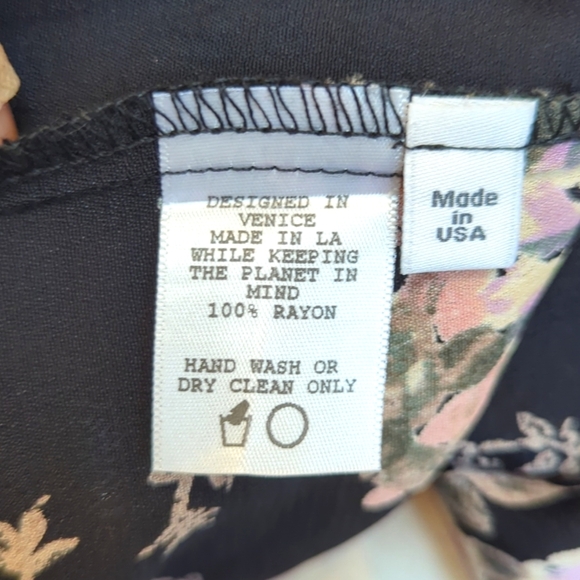 DESIGNED IN
VENICE
MADE IN LA
WHILE KEEPING
THE PLANET IN
MIND
100% RAYON
HAND WASH OR
DRY CLEAN ONLY
Made
in
USA